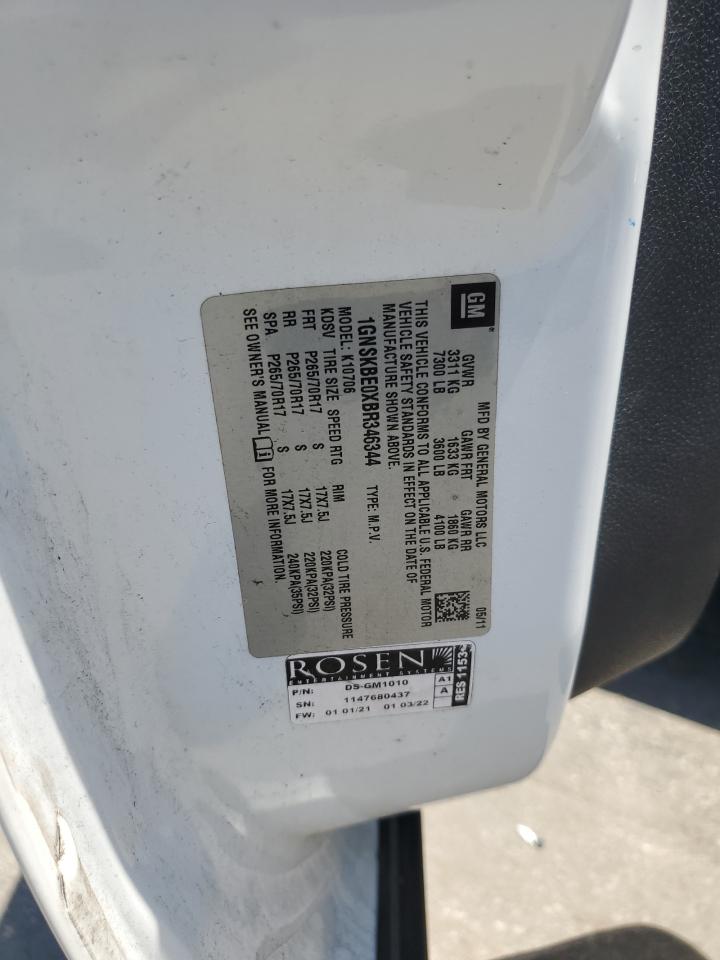 GM
MFD BY GENERAL MOTORS LLC 05/11
GVWR GAWR FRT GAWR RR
3311 KG 1633 KG 1860 KG
7300 LB 3600 LB 4100 LB
THIS VEHICLE CONFORMS TO ALL APPLICABLE U.S. FEDERAL MOTOR
VEHICLE SAFETY STANDARDS IN EFFECT ON THE DATE OF
MANUFACTURE SHOWN ABOVE.
1GNSKBE0XBR346344 TYPE: M.P.V.
MODEL: K10706
KDSV TIRE SIZE SPEED RTG RIM COLD TIRE PRESSURE
FRT P265/70R17 S 17X7.5J 220KPA(32PSI)
RR P265/70R17 S 17X7.5J 220KPA(32PSI)
SPA P265/70R17 S 17X7.5J 240KPA(35PSI)
SEE OWNER'S MANUAL FOR MORE INFORMATION.
ROSEN
ENTERTAINMENT SYSTEMS
P/N: DS-GM1010 A1
SN: 1147680437 A
FW: 01 01/21 01 03/22